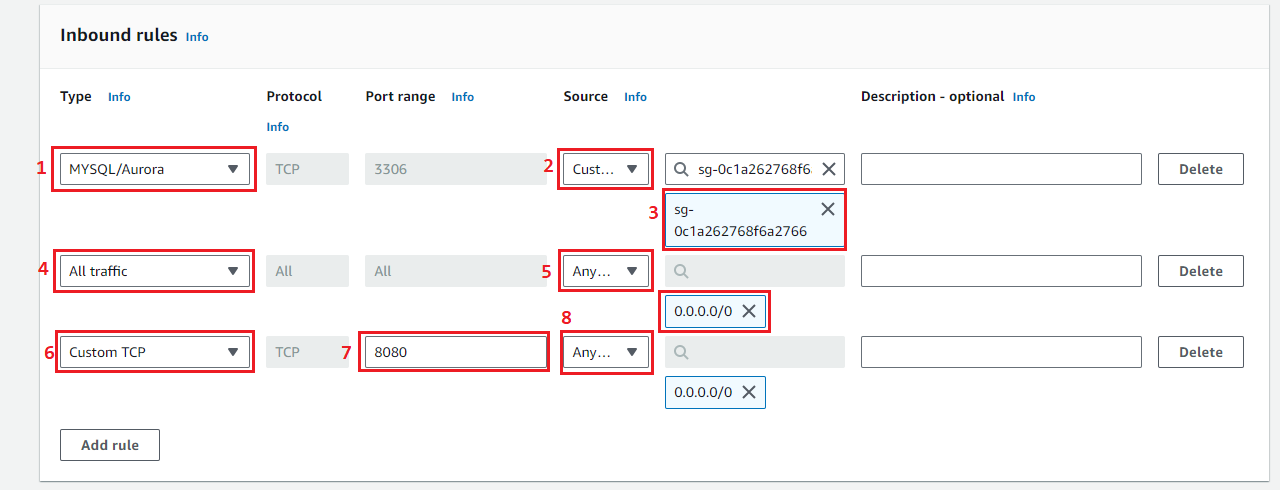 Inbound rules Info
Type Info Protocol Port range Info Source Info Description - optional Info
Info
1 MYSQL/Aurora TCP 3306 2 Cust... sg-0c1a262768f6 Delete
3 sg-
0c1a262768f6a2766
4 All traffic All All 5 Any... Delete
0.0.0.0/0
8
6 Custom TCP TCP 7 8080 Any... Delete
0.0.0.0/0
Add rule